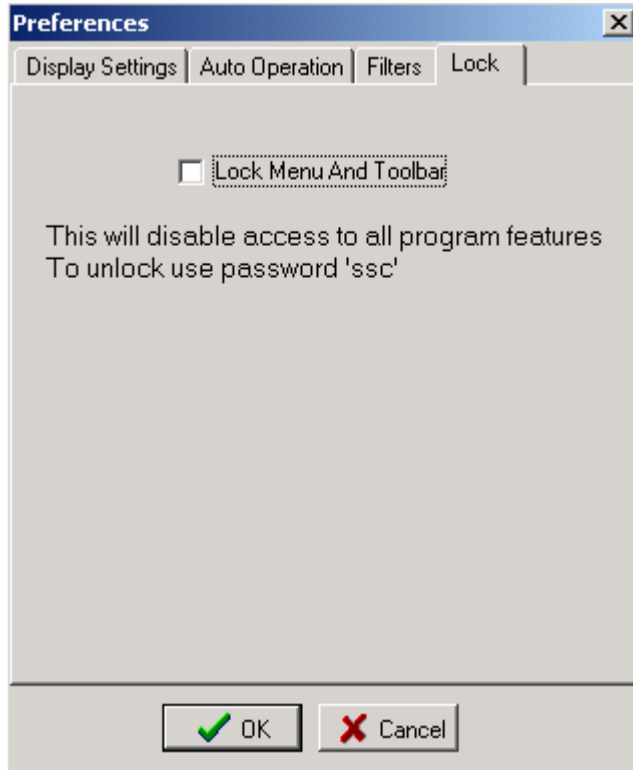 Preferences
Display Settings Auto Operation Filters Lock
Lock Menu And Toolbar
This will disable access to all program features
To unlock use password 'ssc'
OK Cancel